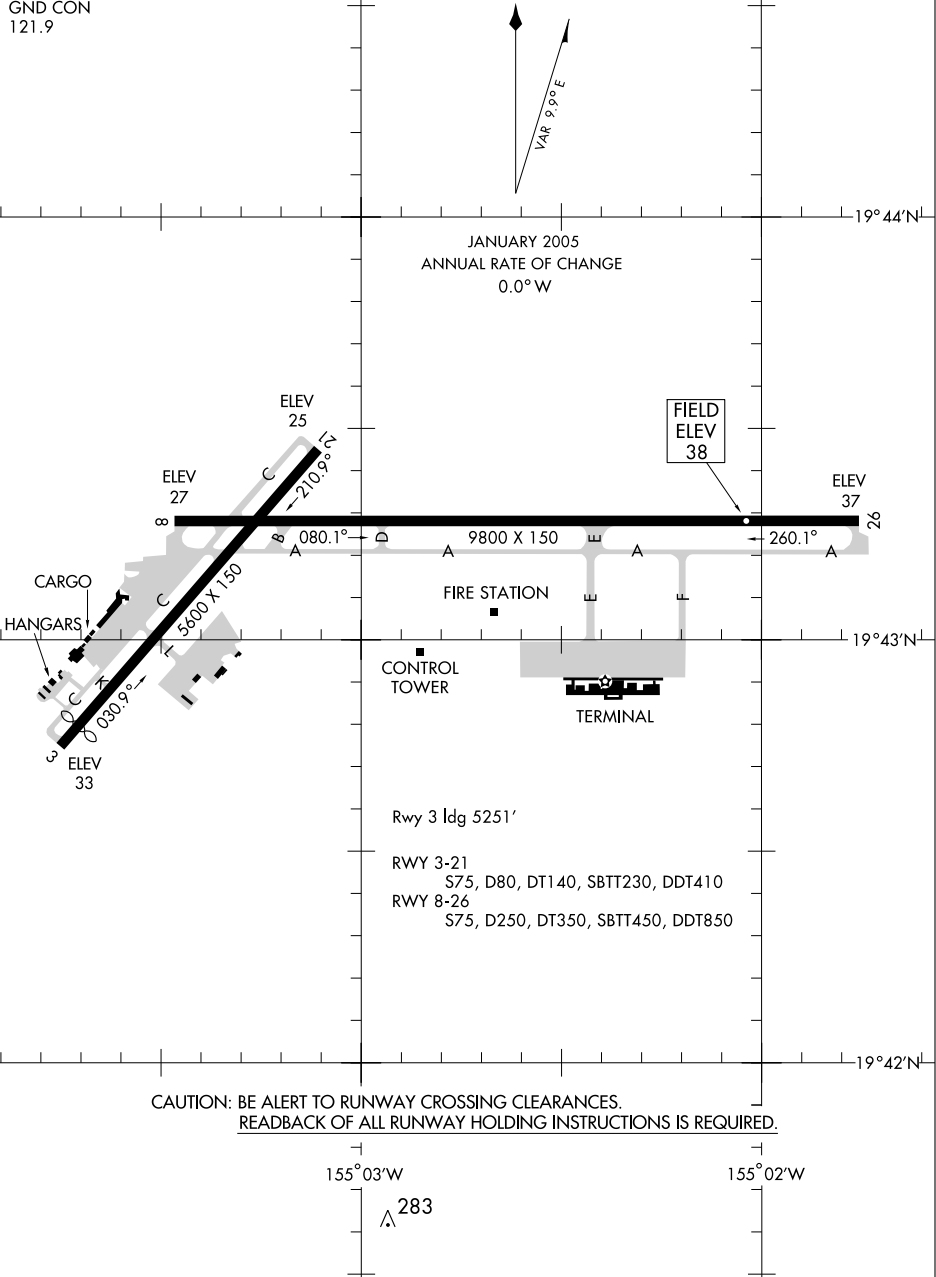 GND CON
121.9
VAR 9.9° E
19°44'N
JANUARY 2005
ANNUAL RATE OF CHANGE
0.0° W
ELEV
25
21
FIELD
ELEV
38
C
210.9°
ELEV
27
ELEV
37
8
26
B
080.1°
D
9800 X 150
E
260.1°
A
A
A
A
CARGO
C
5600 X 150
FIRE STATION
E
F
HANGARS
19°43'N
L
CONTROL
TOWER
K
C
030.9°
TERMINAL
3
ELEV
33
Rwy 3 ldg 5251'
RWY 3-21
S75, D80, DT140, SBTT230, DDT410
RWY 8-26
S75, D250, DT350, SBTT450, DDT850
19°42'N
CAUTION: BE ALERT TO RUNWAY CROSSING CLEARANCES.
READBACK OF ALL RUNWAY HOLDING INSTRUCTIONS IS REQUIRED.
155°03'W
155°02'W
283